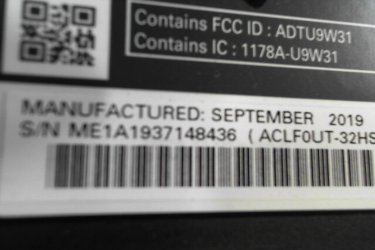 Contains FCC ID : ADTU9W31
Contains IC : 1178A-U9W31
MANUFACTURED: SEPTEMBER 2019
S/N ME1A1937148436 ( ACLF0UT-32HS